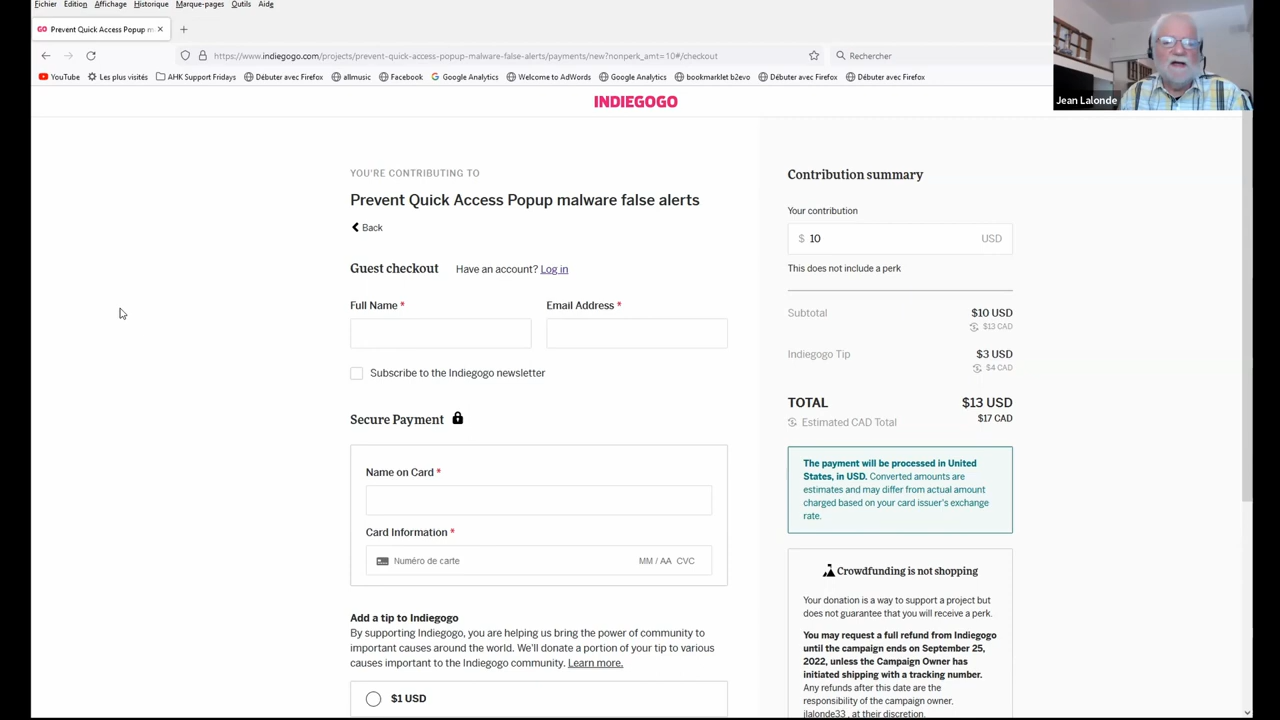 Fichier Edition Affichage Historique Marque-pages Outils Aide
GO Prevent Quick Access Popup m
https://www.indiegogo.com/projects/prevent-quick-access-popup-malware-false-alerts/payments/new?nonperk_amt=10#/checkout
Rechercher
YouTube Les plus visités AHK Support Fridays Débuter avec Firefox allmusic Facebook Google Analytics Welcome to AdWords Google Analytics bookmarklet b2evo Débuter avec Firefox Débuter avec Firefox
Jean Lalonde
INDIEGOGO
YOU'RE CONTRIBUTING TO
Prevent Quick Access Popup malware false alerts
Back
Guest checkout Have an account? Log in
Full Name * Email Address *
Subscribe to the Indiegogo newsletter
Secure Payment
Name on Card *
Card Information *
Numéro de carte MM / AA CVC
Add a tip to Indiegogo
By supporting Indiegogo, you are helping us bring the power of community to
important causes around the world. We'll donate a portion of your tip to various
causes important to the Indiegogo community. Learn more.
$1 USD
Contribution summary
Your contribution
$ 10 USD
This does not include a perk
Subtotal $10 USD
$13 CAD
Indiegogo Tip $3 USD
$4 CAD
TOTAL $13 USD
Estimated CAD Total $17 CAD
The payment will be processed in United
States, in USD. Converted amounts are
estimates and may differ from actual amount
charged based on your card issuer's exchange
rate.
Crowdfunding is not shopping
Your donation is a way to support a project but
does not guarantee that you will receive a perk.
You may request a full refund from Indiegogo
until the campaign ends on September 25,
2022, unless the Campaign Owner has
initiated shipping with a tracking number.
Any refunds after this date are the
responsibility of the campaign owner,
jlalonde33 , at their discretion.